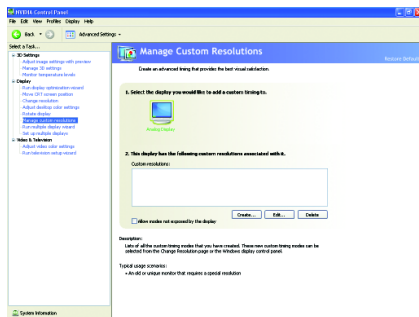 NVIDIA Control Panel
File Edit View Profiles Display Help
Back Advanced Settings
Select a Task...
3D Settings
Adjust image settings with preview
Manage 3D settings
Monitor temperature levels
Display
Run display optimization wizard
Move CRT screen position
Change resolution
Adjust desktop color settings
Rotate display
Manage custom resolutions
Run multiple display wizard
Set up multiple displays
Video & Television
Adjust video color settings
Run television setup wizard
System Information
Manage Custom Resolutions
Restore Default
Create an advanced timing that provides the best visual satisfaction.
1. Select the display you would like to add a custom timing to.
Analog Display
2. This display has the following custom resolutions associated with it.
Custom resolutions:
Create... Edit... Delete
Allow modes not exposed by the display
Description:
Lists of all the custom timing modes that you have created. These new custom timing modes can be
selected from the Change Resolution page or the Windows display control panel.
Typical usage scenarios:
• An old or unique monitor that requires a special resolution